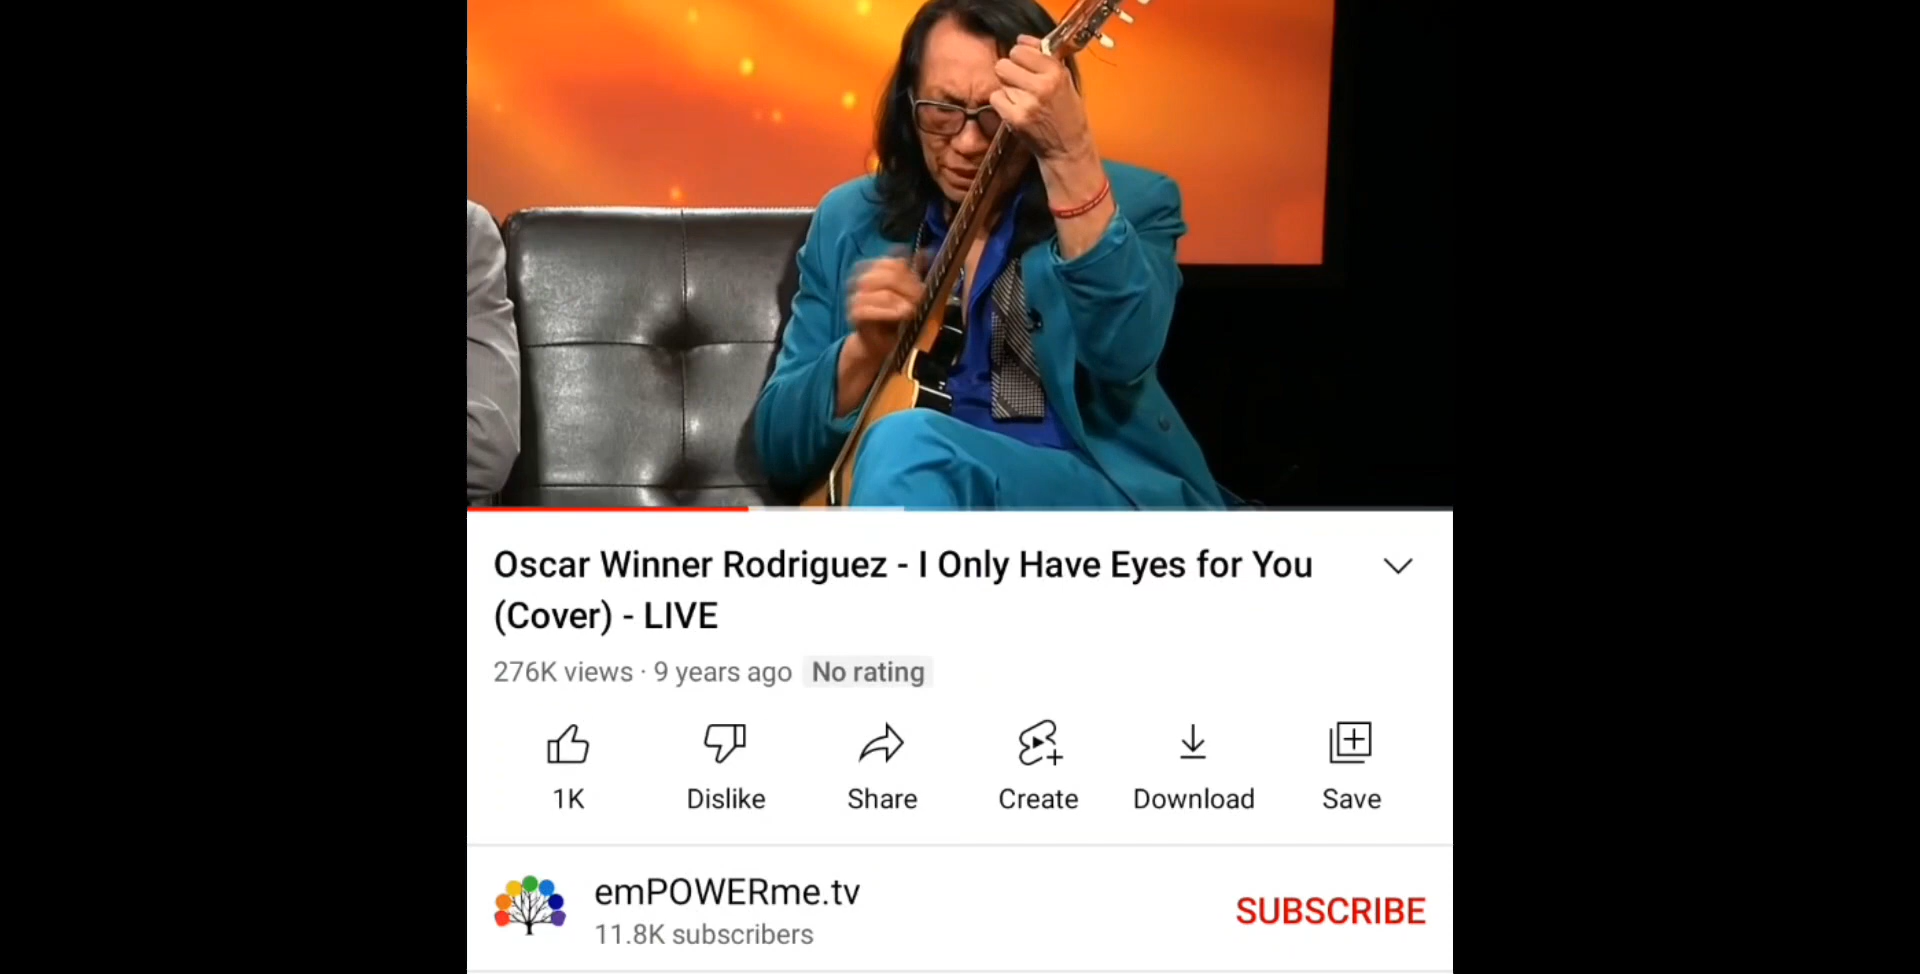 Oscar Winner Rodriguez - I Only Have Eyes for You
(Cover) - LIVE
276K views · 9 years ago No rating
1K Dislike Share Create Download Save
emPOWERme.tv
11.8K subscribers
SUBSCRIBE